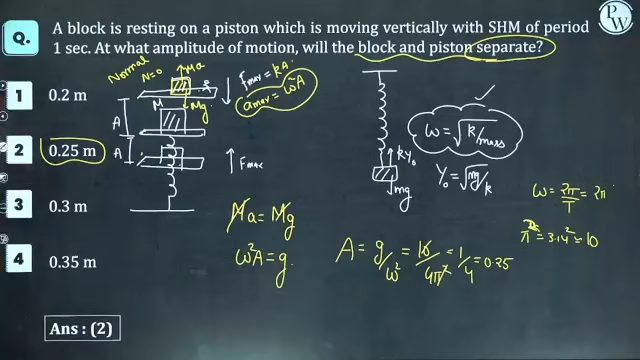 Q.
A block is resting on a piston which is moving vertically with SHM of period
1 sec. At what amplitude of motion, will the block and piston separate?
PW
1 0.2 m
2 0.25 m
3 0.3 m
4 0.35 m
Ans : (2)
Normal
N=0
Ma
Mg
M
A
A
Fmax = kA
amax = ω²A
↑ Fmax
Ma = Mg
ω²A = g
kY₀
mg
ω = √k/mass
Y₀ = √mg/k
ω = 2π/T = 2π
π² = 3.14² ≈ 10
A = g/ω² = 10/4π² = 1/4 = 0.25